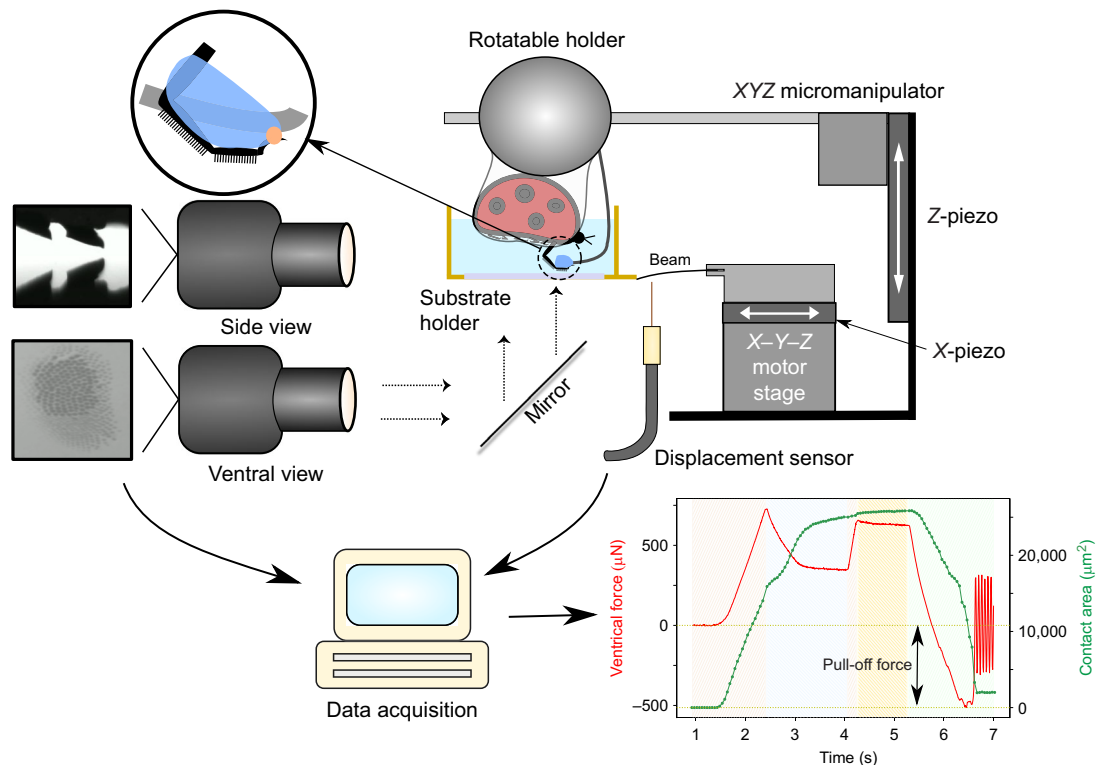 Rotatable holder
XYZ micromanipulator
Z-piezo
Beam
Substrate
holder
Side view
X–Y–Z
motor
stage
X-piezo
Mirror
Ventral view
Displacement sensor
Data acquisition
Ventrical force (μN)
500
0
–500
Pull-off force
20,000
10,000
0
Contact area (μm²)
1 2 3 4 5 6 7
Time (s)